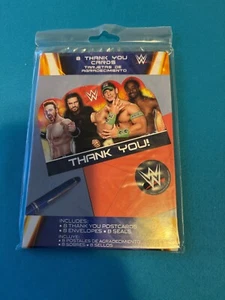 8 THANK YOU
CARDS
TARJETAS DE
AGRADECIMIENTO
W
THANK YOU!
W
INCLUDES:
• 8 THANK YOU POSTCARDS
• 8 ENVELOPES • 8 SEALS
INCLUYE:
• 8 POSTALES DE AGRADECIMIENTO
• 8 SOBRES • 8 SELLOS